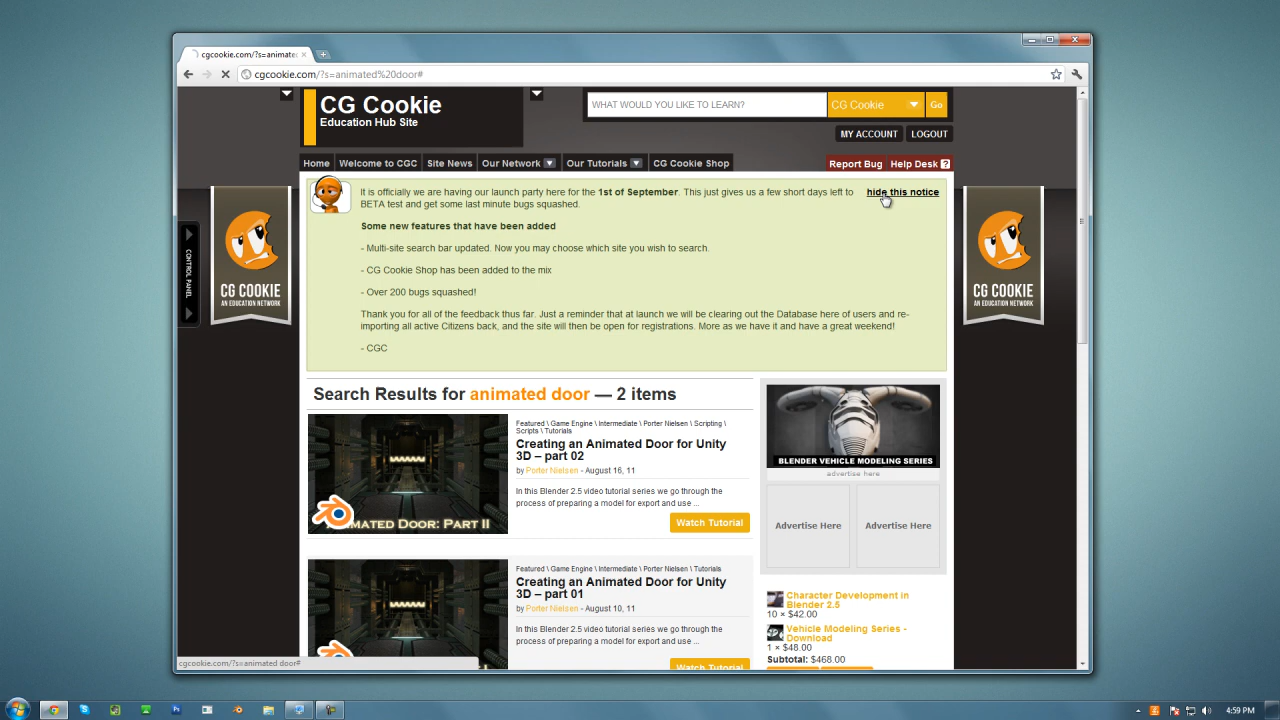 cgcookie.com/?s=animate
cgcookie.com/?s=animated%20door#
CG Cookie
Education Hub Site
WHAT WOULD YOU LIKE TO LEARN?
CG Cookie
Go
MY ACCOUNT
LOGOUT
Home
Welcome to CGC
Site News
Our Network
Our Tutorials
CG Cookie Shop
Report Bug
Help Desk ?
It is officially we are having our launch party here for the 1st of September. This just gives us a few short days left to
BETA test and get some last minute bugs squashed.
hide this notice
Some new features that have been added
- Multi-site search bar updated. Now you may choose which site you wish to search.
- CG Cookie Shop has been added to the mix
- Over 200 bugs squashed!
Thank you for all of the feedback thus far. Just a reminder that at launch we will be clearing out the Database here of users and re-
importing all active Citizens back, and the site will then be open for registrations. More as we have it and have a great weekend!
- CGC
CONTROL PANEL
CG COOKIE
AN EDUCATION NETWORK
CG COOKIE
AN EDUCATION NETWORK
Search Results for animated door — 2 items
Featured \ Game Engine \ Intermediate \ Porter Nielsen \ Scripting \
Scripts \ Tutorials
Creating an Animated Door for Unity
3D – part 02
by Porter Nielsen - August 16, 11
In this Blender 2.5 video tutorial series we go through the
process of preparing a model for export and use ...
Watch Tutorial
ANIMATED DOOR: PART II
Featured \ Game Engine \ Intermediate \ Porter Nielsen \ Tutorials
Creating an Animated Door for Unity
3D – part 01
by Porter Nielsen - August 10, 11
In this Blender 2.5 video tutorial series we go through the
process of preparing a model for export and use ...
Watch Tutorial
BLENDER VEHICLE MODELING SERIES
advertise here
Advertise Here
Advertise Here
Character Development in
Blender 2.5
10 × $42.00
Vehicle Modeling Series -
Download
1 × $48.00
Subtotal: $468.00
cgcookie.com/?s=animated door#
4:59 PM